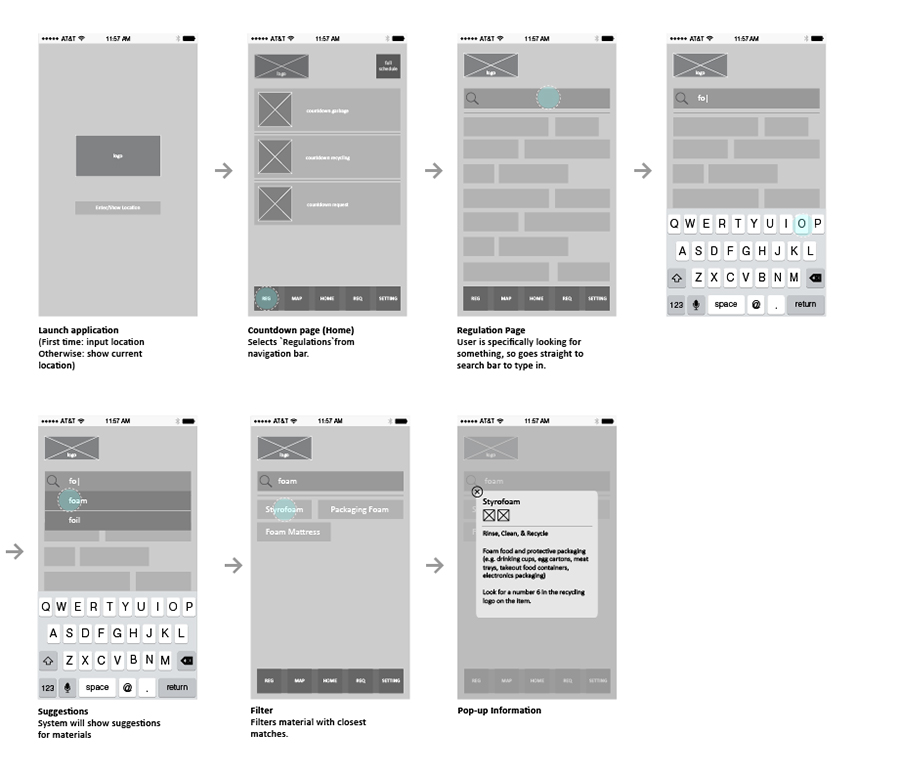 ●●●●● AT&T 11:57 AM
logo
Enter/Show Location
Launch application
(First time: input location
Otherwise: show current
location)
●●●●● AT&T 11:57 AM
logo
full
schedule
countdown garbage
countdown recycling
countdown request
REG MAP HOME REQ SETTING
Countdown page (Home)
Selects `Regulations`from
navigation bar.
●●●●● AT&T 11:57 AM
logo
REG MAP HOME REQ SETTING
Regulation Page
User is specifically looking for
something, so goes straight to
search bar to type in.
●●●●● AT&T 11:57 AM
logo
fo|
Q W E R T Y U I O P
A S D F G H J K L
Z X C V B N M
123 space @ . return
●●●●● AT&T 11:57 AM
logo
fo|
foam
foil
Q W E R T Y U I O P
A S D F G H J K L
Z X C V B N M
123 space @ . return
Suggestions
System will show suggestions
for materials
●●●●● AT&T 11:57 AM
logo
foam
Styrofoam Packaging Foam
Foam Mattress
REG MAP HOME REQ SETTING
Filter
Filters material with closest
matches.
●●●●● AT&T 11:57 AM
logo
foam
Styrofoam
Rinse, Clean, & Recycle
Foam food and protective packaging
(e.g. drinking cups, egg cartons, meat
trays, takeout food containers,
electronics packaging)
Look for a number 6 in the recycling
logo on the item.
REG MAP HOME REQ SETTING
Pop-up Information